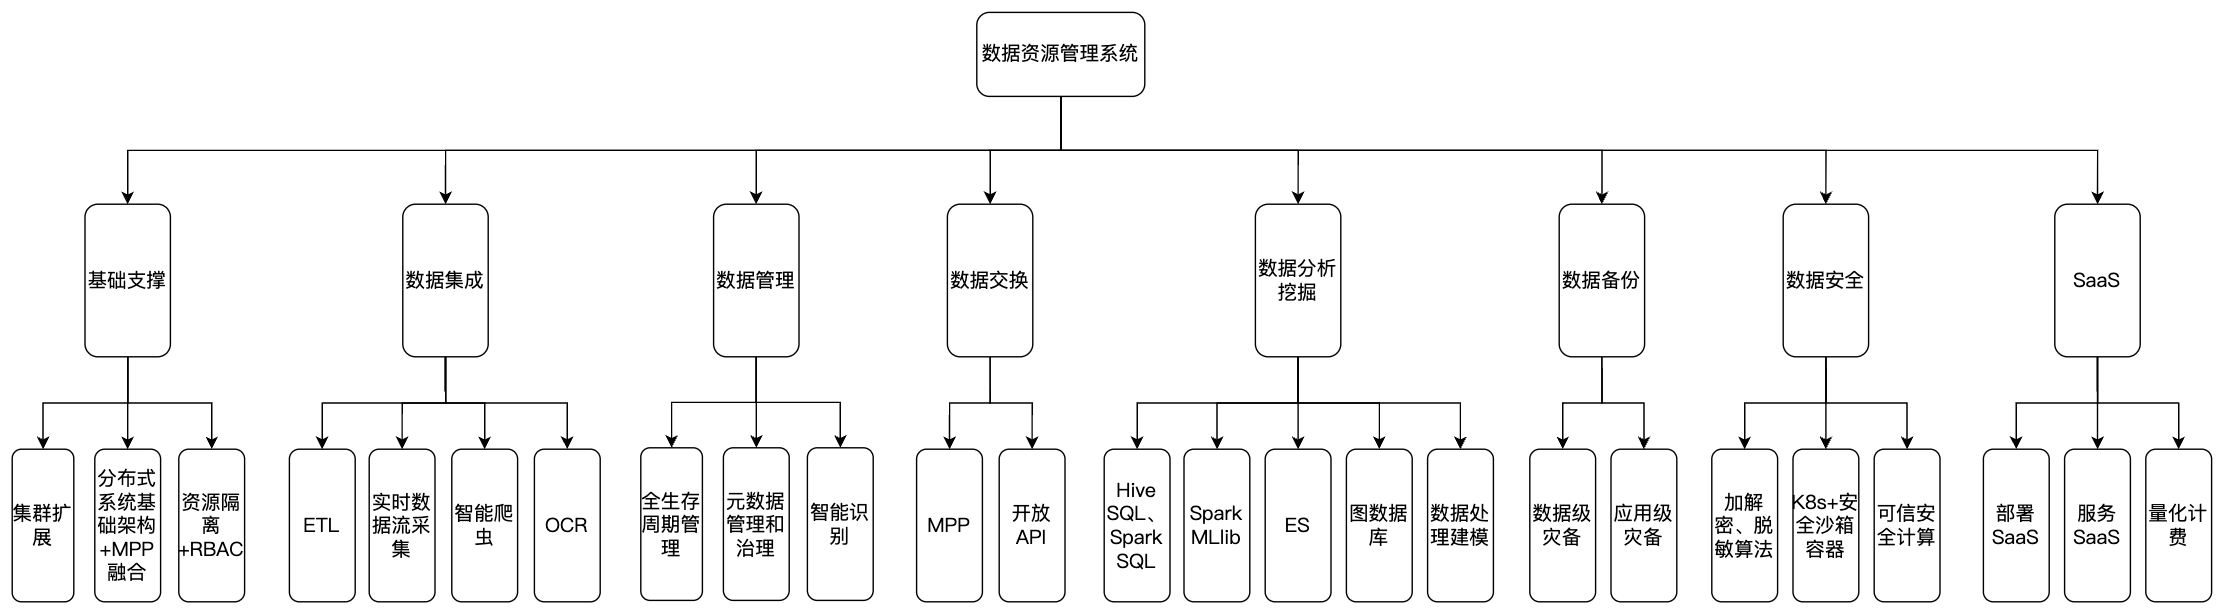 数据资源管理系统
基础支撑
数据集成
数据管理
数据交换
数据分析
挖掘
数据备份
数据安全
SaaS
集群扩
展
分布式
系统基
础架构
+MPP
融合
资源隔
离
+RBAC
ETL
实时数
据流采
集
智能爬
虫
OCR
全生存
周期管
理
元数据
管理和
治理
智能识
别
MPP
开放
API
Hive
SQL、
Spark
SQL
Spark
MLlib
ES
图数据
库
数据处
理建模
数据级
灾备
应用级
灾备
加解
密、脱
敏算法
K8s+安
全沙箱
容器
可信安
全计算
部署
SaaS
服务
SaaS
量化计
费